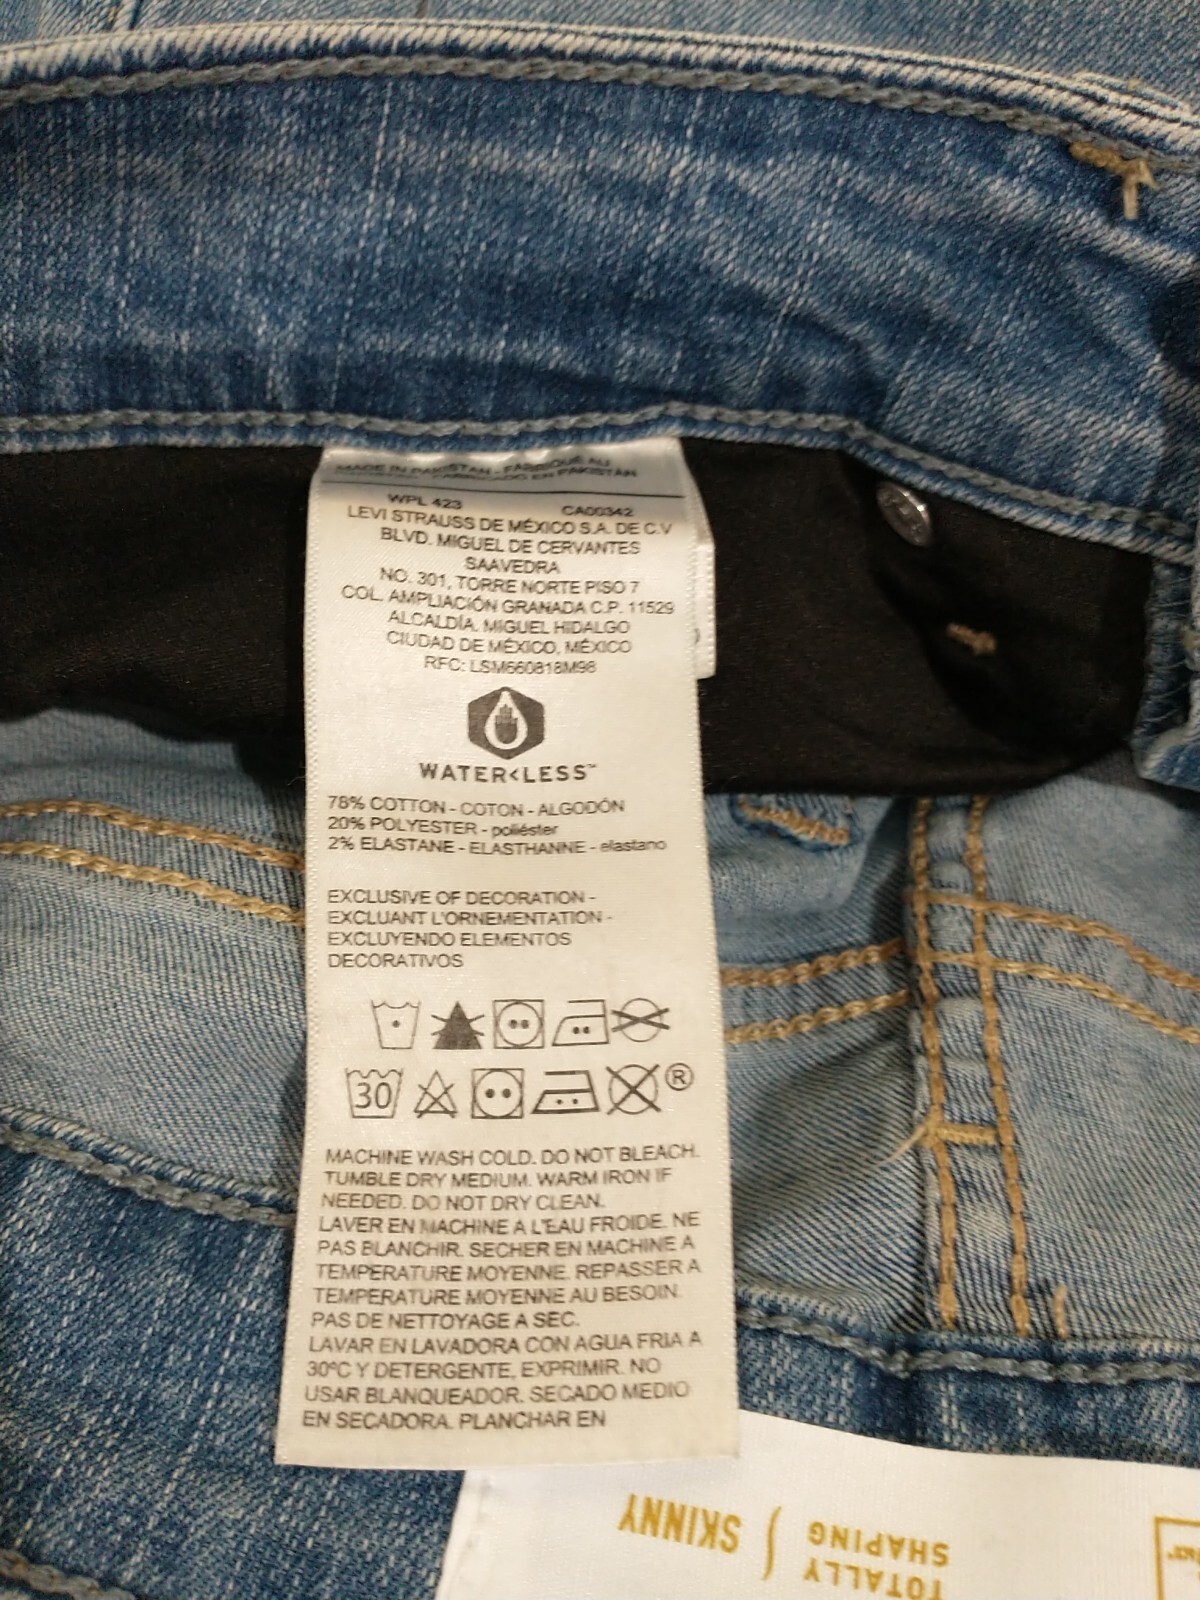 MADE IN PAKISTAN - FABRIQUÉ AU
PAKISTAN - FABRICADO EN PAKISTÁN
WPL 423 CA00342
LEVI STRAUSS DE MÉXICO S.A. DE C.V
BLVD. MIGUEL DE CERVANTES
SAAVEDRA
NO. 301, TORRE NORTE PISO 7
COL. AMPLIACIÓN GRANADA C.P. 11529
ALCALDÍA. MIGUEL HIDALGO
CIUDAD DE MÉXICO, MÉXICO
RFC: LSM660818M98
WATER<LESS™
78% COTTON - COTON - ALGODÓN
20% POLYESTER - poliéster
2% ELASTANE - ELASTHANNE - elastano
EXCLUSIVE OF DECORATION -
EXCLUANT L'ORNEMENTATION -
EXCLUYENDO ELEMENTOS
DECORATIVOS
30 ®
MACHINE WASH COLD. DO NOT BLEACH.
TUMBLE DRY MEDIUM. WARM IRON IF
NEEDED. DO NOT DRY CLEAN.
LAVER EN MACHINE A L'EAU FROIDE. NE
PAS BLANCHIR. SECHER EN MACHINE A
TEMPERATURE MOYENNE. REPASSER A
TEMPERATURE MOYENNE AU BESOIN.
PAS DE NETTOYAGE A SEC.
LAVAR EN LAVADORA CON AGUA FRIA A
30ºC Y DETERGENTE, EXPRIMIR. NO
USAR BLANQUEADOR. SECADO MEDIO
EN SECADORA. PLANCHAR EN
TOTALLY
SHAPING
SKINNY